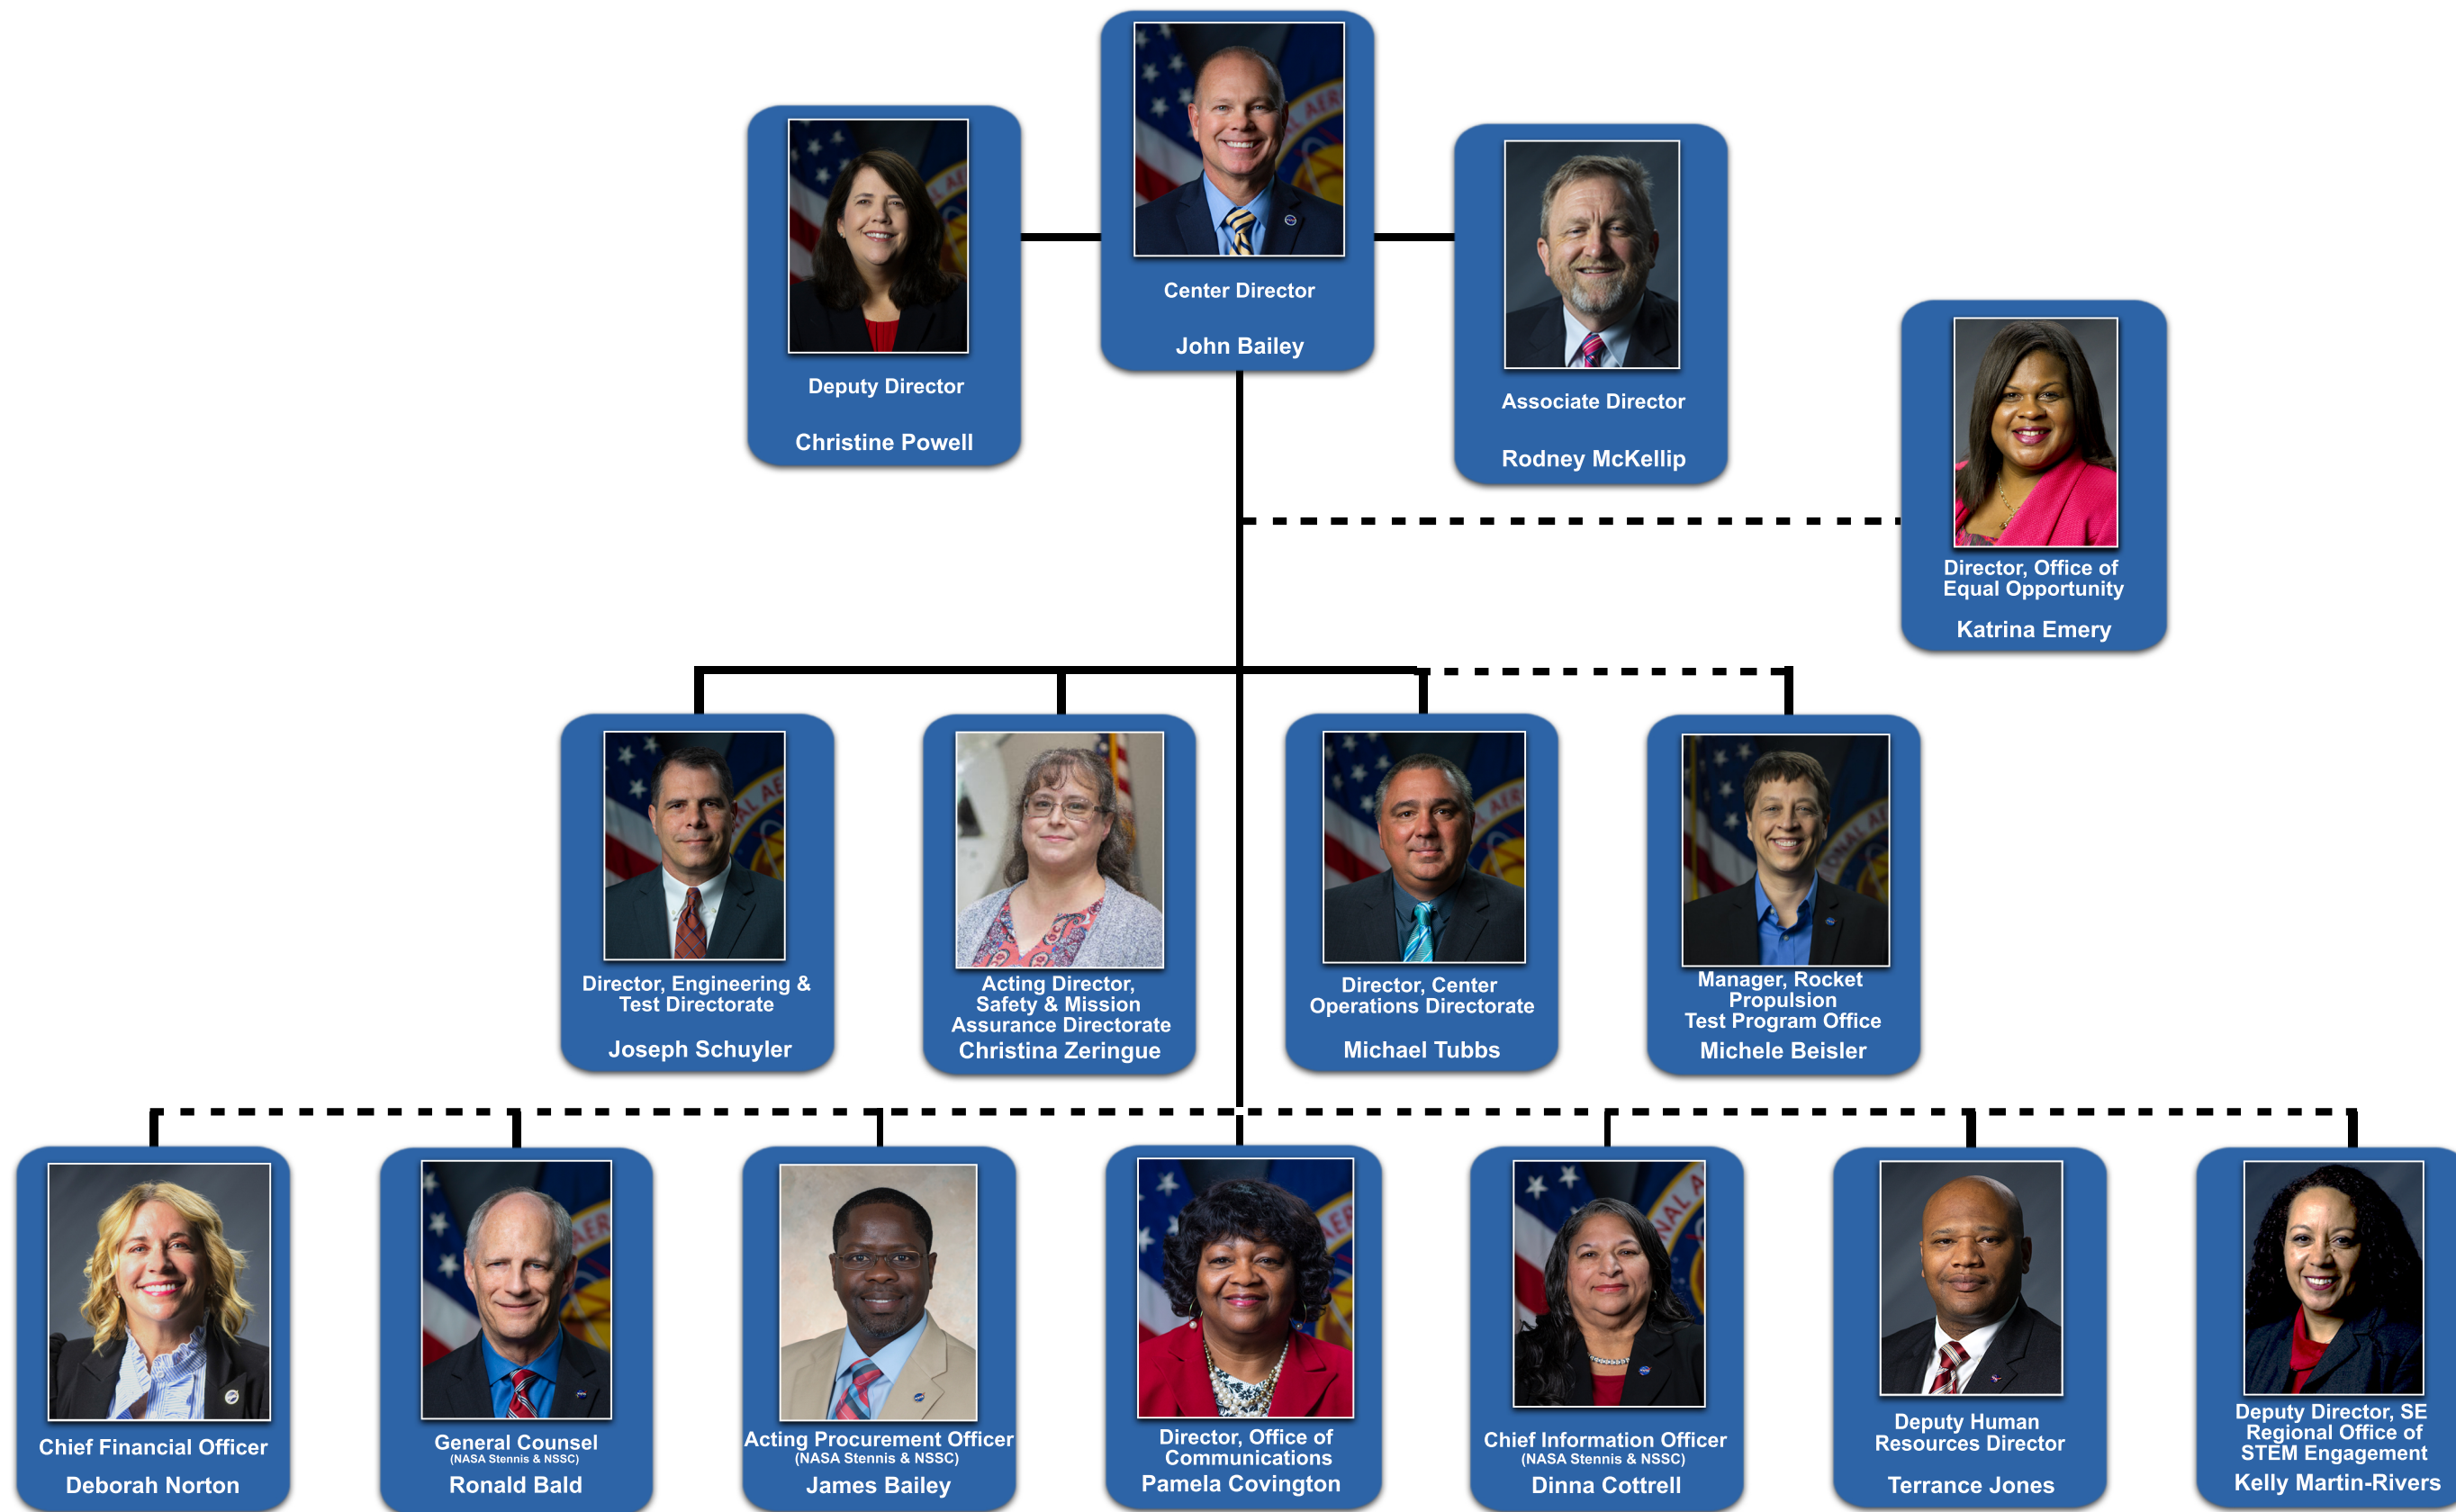 Center Director
John Bailey
Deputy Director
Christine Powell
Associate Director
Rodney McKellip
Director, Office of
Equal Opportunity
Katrina Emery
Director, Engineering &
Test Directorate
Joseph Schuyler
Acting Director,
Safety & Mission
Assurance Directorate
Christina Zeringue
Director, Center
Operations Directorate
Michael Tubbs
Manager, Rocket
Propulsion
Test Program Office
Michele Beisler
Chief Financial Officer
Deborah Norton
General Counsel
(NASA Stennis & NSSC)
Ronald Bald
Acting Procurement Officer
(NASA Stennis & NSSC)
James Bailey
Director, Office of
Communications
Pamela Covington
Chief Information Officer
(NASA Stennis & NSSC)
Dinna Cottrell
Deputy Human
Resources Director
Terrance Jones
Deputy Director, SE
Regional Office of
STEM Engagement
Kelly Martin-Rivers